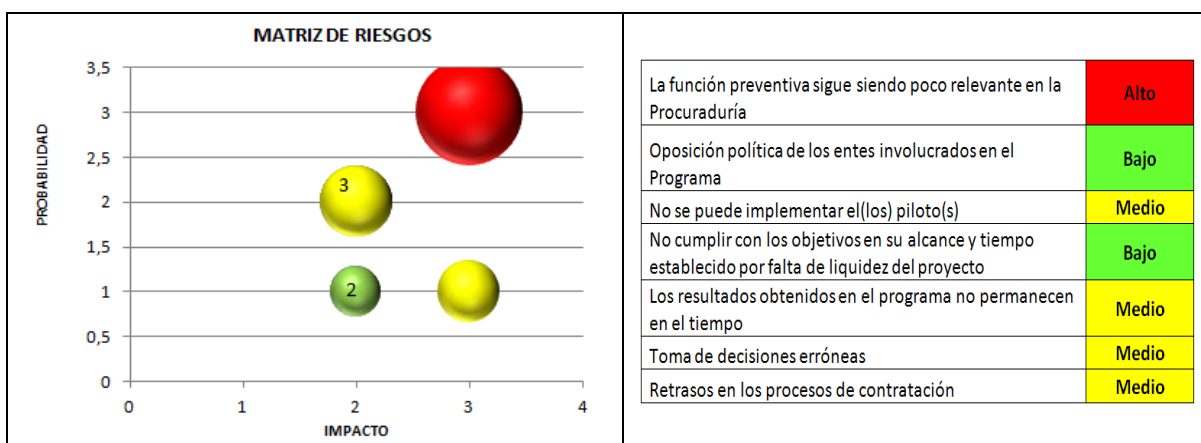 MATRIZ DE RIESGOS
PROBABILIDAD
3,5
3
2,5
2
1,5
1
0,5
0
3
2
0
1
2
3
4
IMPACTO
La función preventiva sigue siendo poco relevante en la
Procuraduría
Alto
Oposición política de los entes involucrados en el
Programa
Bajo
No se puede implementar el(los) piloto(s)
Medio
No cumplir con los objetivos en su alcance y tiempo
establecido por falta de liquidez del proyecto
Bajo
Los resultados obtenidos en el programa no permanecen
en el tiempo
Medio
Toma de decisiones erróneas
Medio
Retrasos en los procesos de contratación
Medio